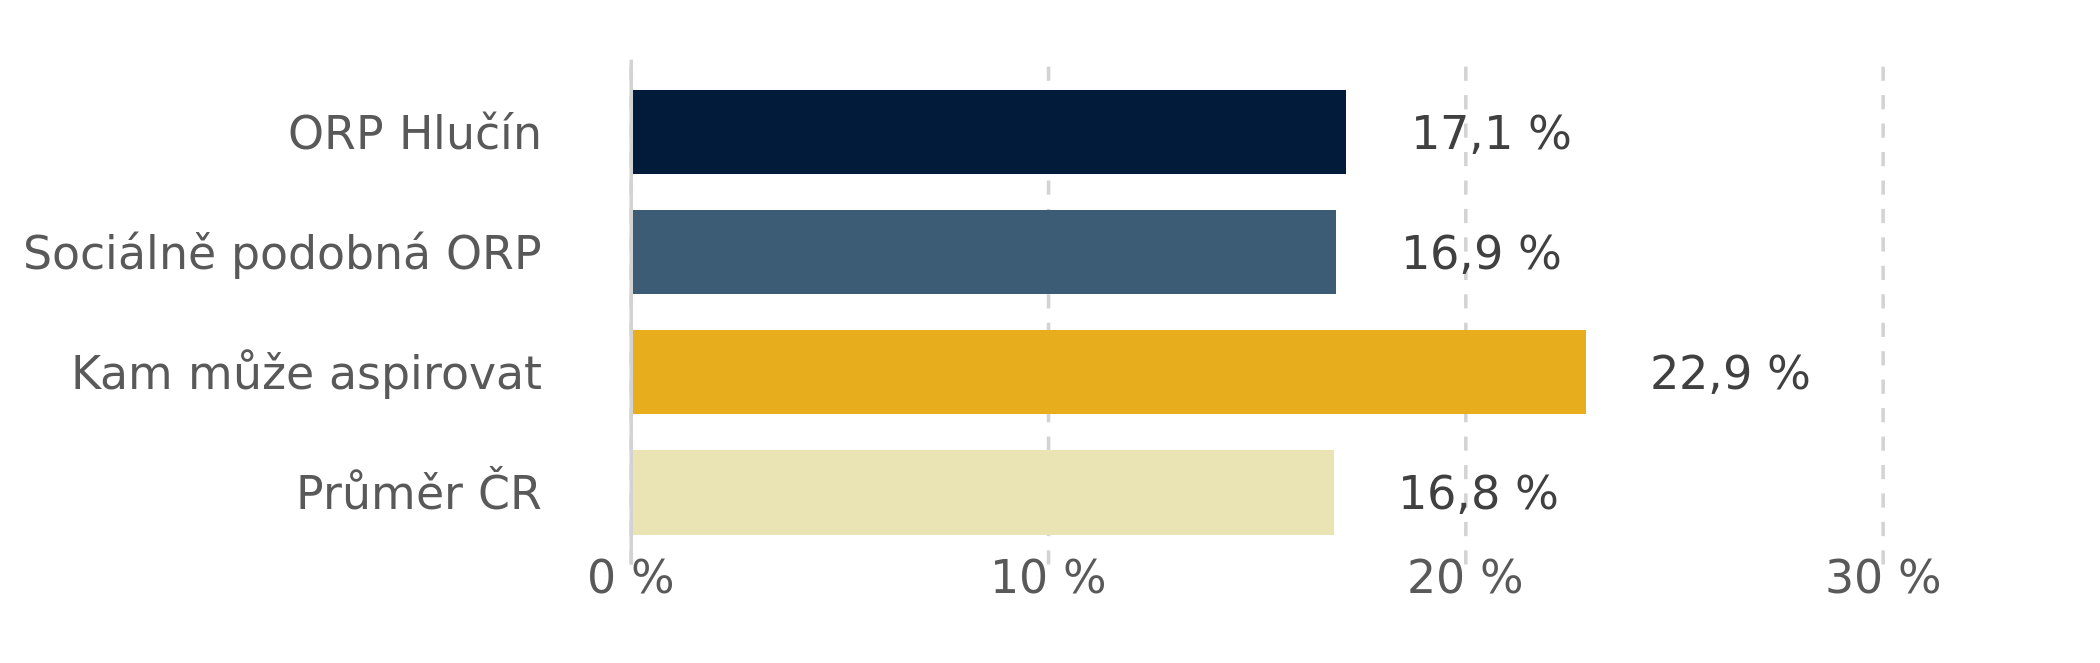 ORP Hlučín 17,1 %
Sociálně podobná ORP 16,9 %
Kam může aspirovat 22,9 %
Průměr ČR 16,8 %
0 % 10 % 20 % 30 %